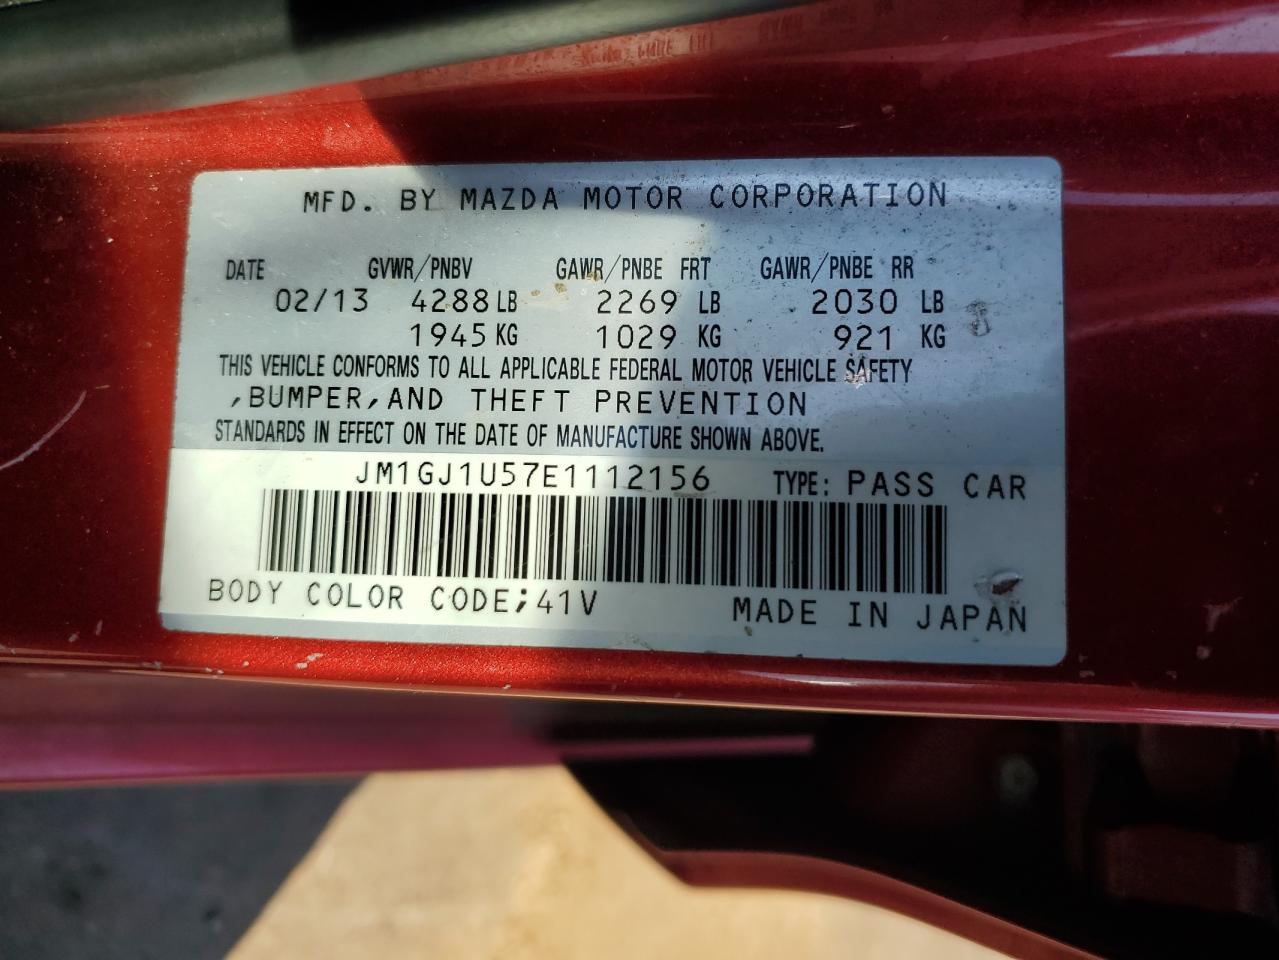 MFD. BY MAZDA MOTOR CORPORATION
DATE GVWR/PNBV GAWR/PNBE FRT GAWR/PNBE RR
02/13 4288 LB 2269 LB 2030 LB
1945 KG 1029 KG 921 KG
THIS VEHICLE CONFORMS TO ALL APPLICABLE FEDERAL MOTOR VEHICLE SAFETY
,BUMPER,AND THEFT PREVENTION
STANDARDS IN EFFECT ON THE DATE OF MANUFACTURE SHOWN ABOVE.
JM1GJ1U57E1112156 TYPE: PASS CAR
BODY COLOR CODE;41V MADE IN JAPAN